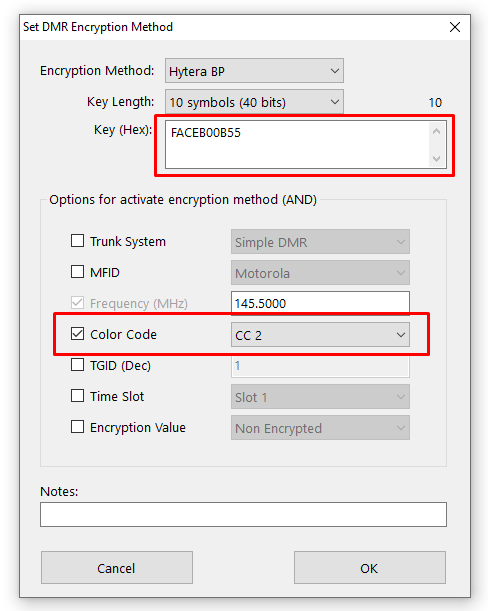 Set DMR Encryption Method
Encryption Method: Hytera BP
Key Length: 10 symbols (40 bits) 10
Key (Hex): FACEB00B55
Options for activate encryption method (AND)
Trunk System Simple DMR
MFID Motorola
Frequency (MHz) 145.5000
Color Code CC 2
TGID (Dec) 1
Time Slot Slot 1
Encryption Value Non Encrypted
Notes:
Cancel OK